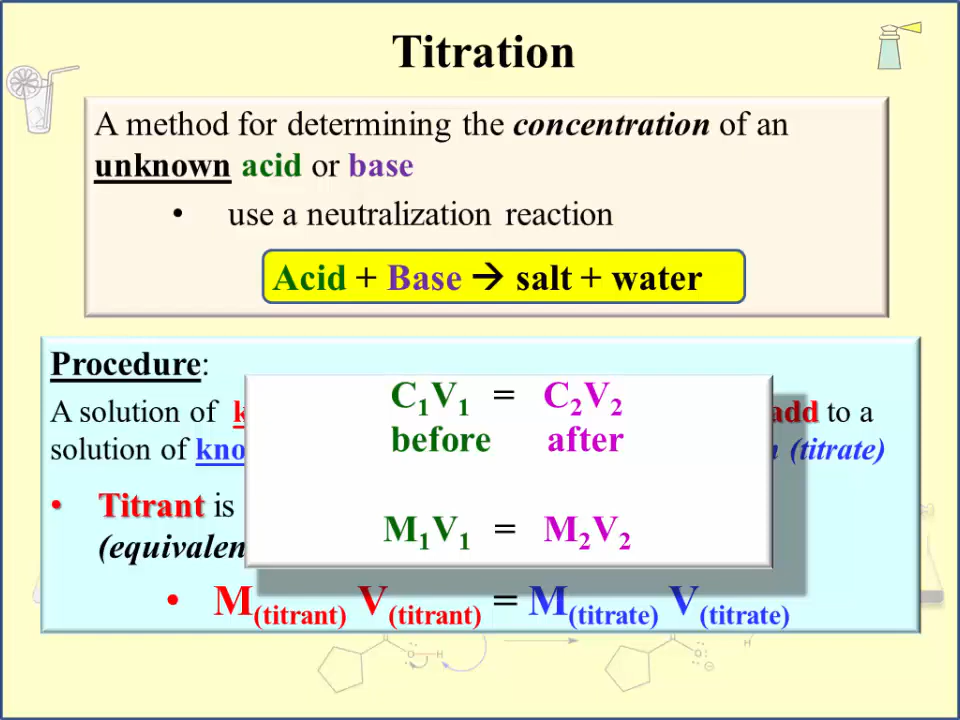 Titration
A method for determining the concentration of an
unknown acid or base
• use a neutralization reaction
Acid + Base → salt + water
Procedure:
A solution of add to a
solution of (titrate)
• Titrant is
(equivalen
C₁V₁ = C₂V₂
before after
M₁V₁ = M₂V₂
• M(titrant) V(titrant) = M(titrate) V(titrate)
O H
O
H